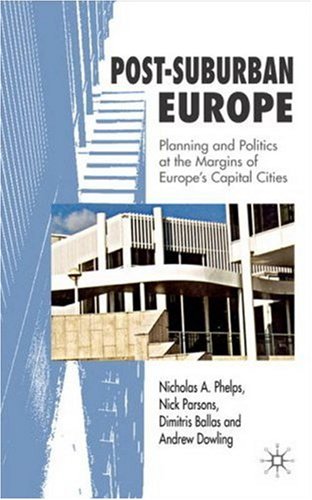 POST-SUBURBAN
EUROPE
Planning and Politics
at the Margins of
Europe's Capital Cities
Nicholas A. Phelps,
Nick Parsons,
Dimitris Ballas and
Andrew Dowling